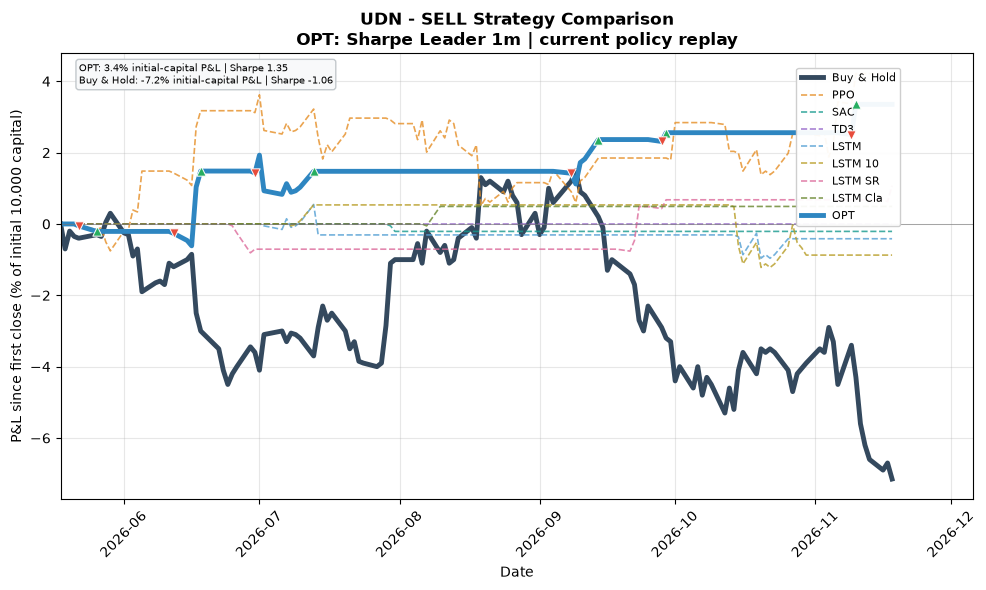 UDN - SELL Strategy Comparison
OPT: Sharpe Leader 1m | current policy replay
OPT: 3.4% initial-capital P&L | Sharpe 1.35
Buy & Hold: -7.2% initial-capital P&L | Sharpe -1.06
Buy & Hold
PPO
SAC
TD3
LSTM
LSTM 10
LSTM SR
LSTM Cla
OPT
P&L since first close (% of initial 10,000 capital)
4
2
0
−2
−4
−6
2026-06
2026-07
2026-08
2026-09
2026-10
2026-11
2026-12
Date